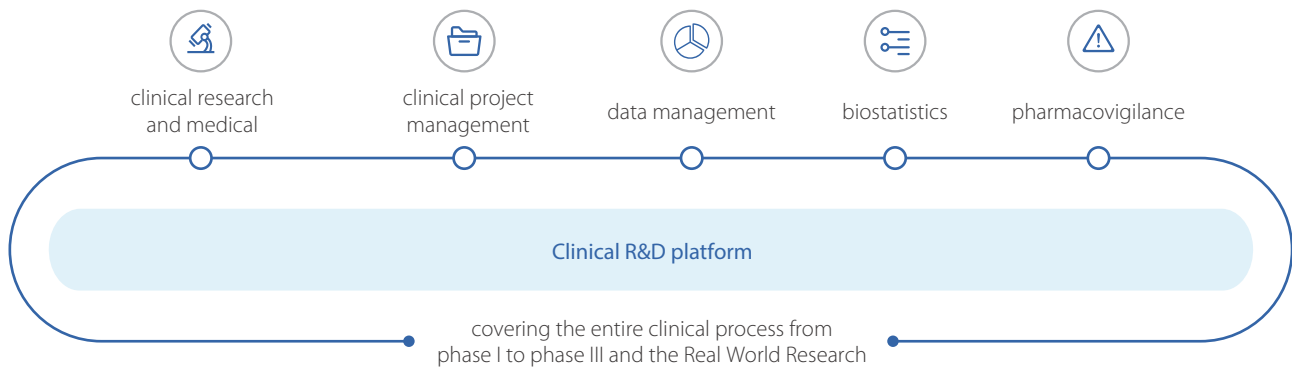 clinical research
and medical
clinical project
management
data management
biostatistics
pharmacovigilance
Clinical R&D platform
covering the entire clinical process from
phase I to phase III and the Real World Research